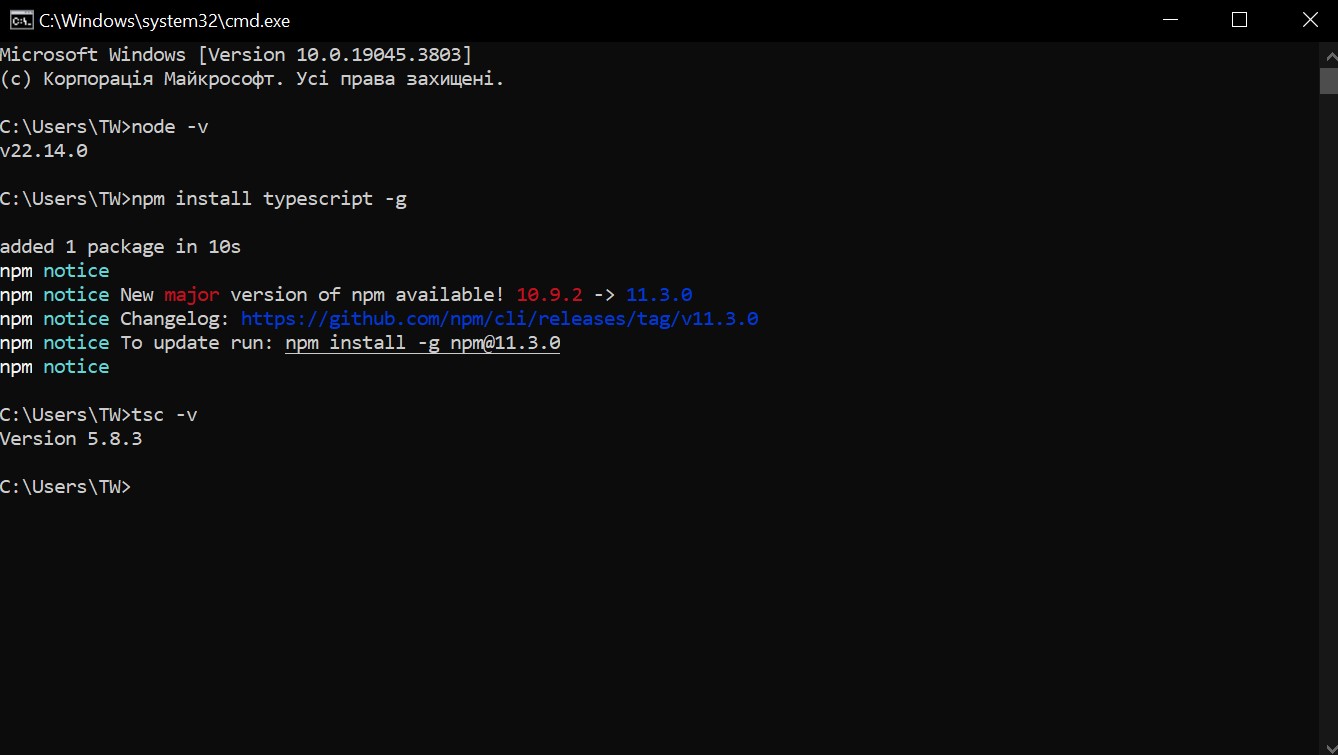 C:\Windows\system32\cmd.exe
Microsoft Windows [Version 10.0.19045.3803]
(c) Корпорація Майкрософт. Усі права захищені.
C:\Users\TW>node -v
v22.14.0
C:\Users\TW>npm install typescript -g
added 1 package in 10s
npm notice
npm notice New major version of npm available! 10.9.2 -> 11.3.0
npm notice Changelog: https://github.com/npm/cli/releases/tag/v11.3.0
npm notice To update run: npm install -g npm@11.3.0
npm notice
C:\Users\TW>tsc -v
Version 5.8.3
C:\Users\TW>